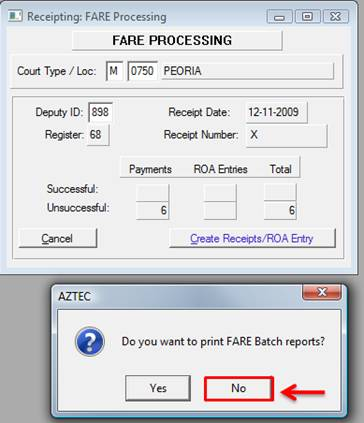 Receipting: FARE Processing
FARE PROCESSING
Court Type / Loc: M 0750 PEORIA
Deputy ID: 898 Receipt Date: 12-11-2009
Register: 68 Receipt Number: X
Payments ROA Entries Total
Successful:
Unsuccessful: 6 6
Cancel Create Receipts/ROA Entry
AZTEC
Do you want to print FARE Batch reports?
Yes No